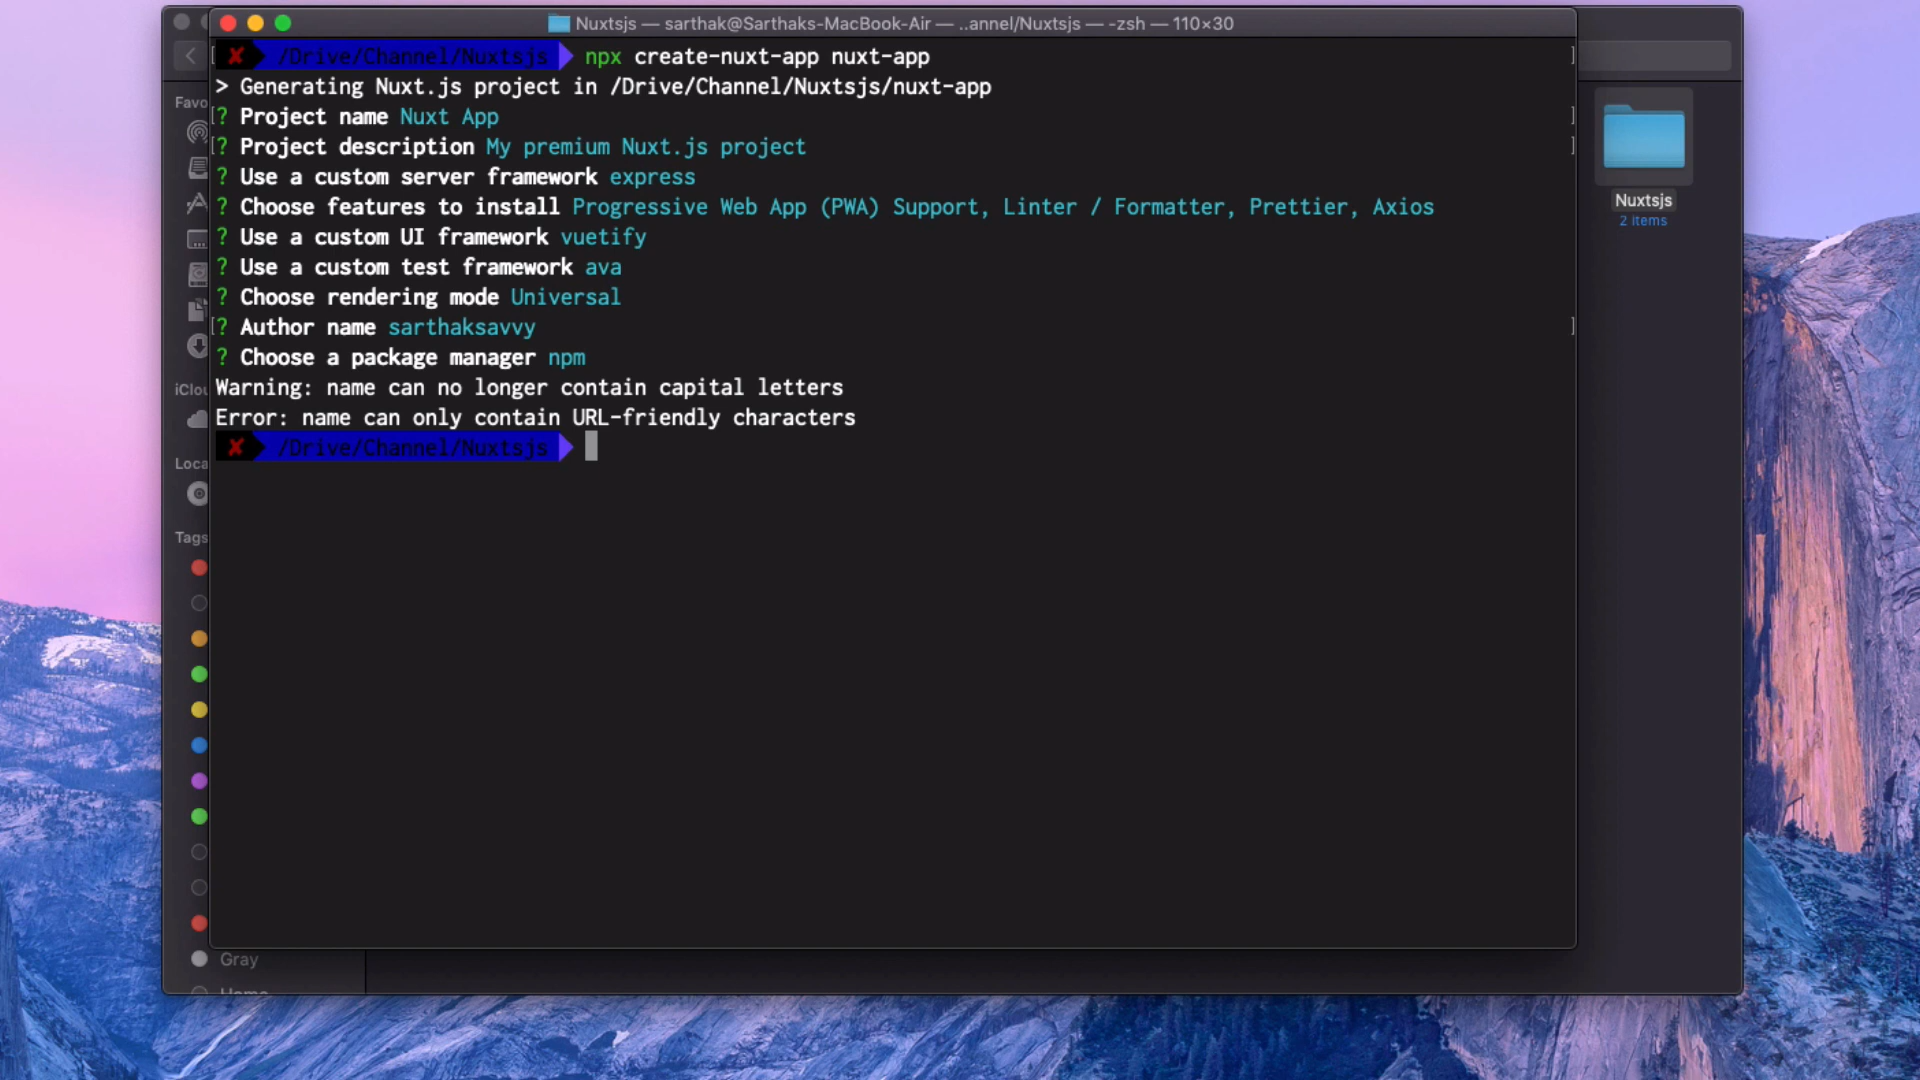 Nuxtsjs — sarthak@Sarthaks-MacBook-Air — ..annel/Nuxtsjs — -zsh — 110×30
✘ /Drive/Channel/Nuxtsjs npx create-nuxt-app nuxt-app
> Generating Nuxt.js project in /Drive/Channel/Nuxtsjs/nuxt-app
? Project name Nuxt App
? Project description My premium Nuxt.js project
? Use a custom server framework express
? Choose features to install Progressive Web App (PWA) Support, Linter / Formatter, Prettier, Axios
? Use a custom UI framework vuetify
? Use a custom test framework ava
? Choose rendering mode Universal
? Author name sarthaksavvy
? Choose a package manager npm
Warning: name can no longer contain capital letters
Error: name can only contain URL-friendly characters
✘ /Drive/Channel/Nuxtsjs
Favo
iClou
Loca
Tags
Gray
Home
Nuxtsjs
2 items